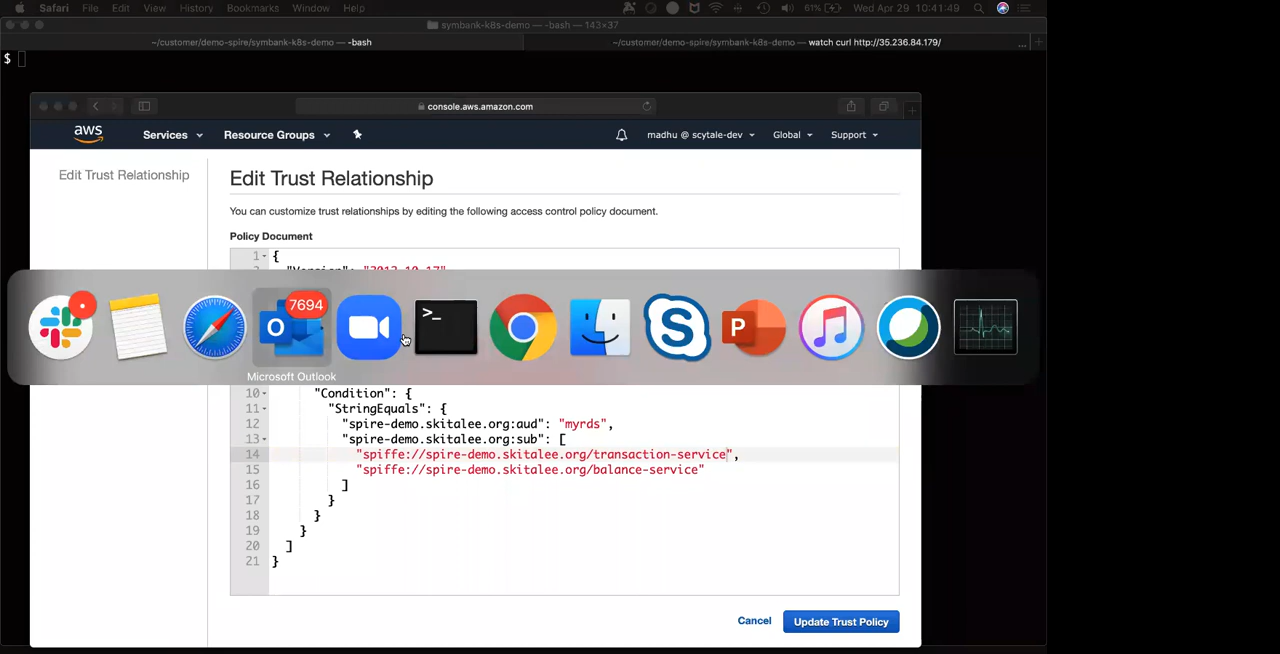 Safari File Edit View History Bookmarks Window Help 61% Wed Apr 29 10:41:49
symbank-k8s-demo — -bash — 143×37
~/customer/demo-spire/symbank-k8s-demo — -bash
~/customer/demo-spire/symbank-k8s-demo — watch curl http://35.236.84.179/ ...
$
console.aws.amazon.com
aws Services Resource Groups madhu @ scytale-dev Global Support
Edit Trust Relationship
Edit Trust Relationship
You can customize trust relationships by editing the following access control policy document.
Policy Document
1 {
7694
Microsoft Outlook
10 "Condition": {
11 "StringEquals": {
12 "spire-demo.skitalee.org:aud": "myrds",
13 "spire-demo.skitalee.org:sub": [
14 "spiffe://spire-demo.skitalee.org/transaction-service",
15 "spiffe://spire-demo.skitalee.org/balance-service"
16 ]
17 }
18 }
19 }
20 ]
21 }
Cancel Update Trust Policy